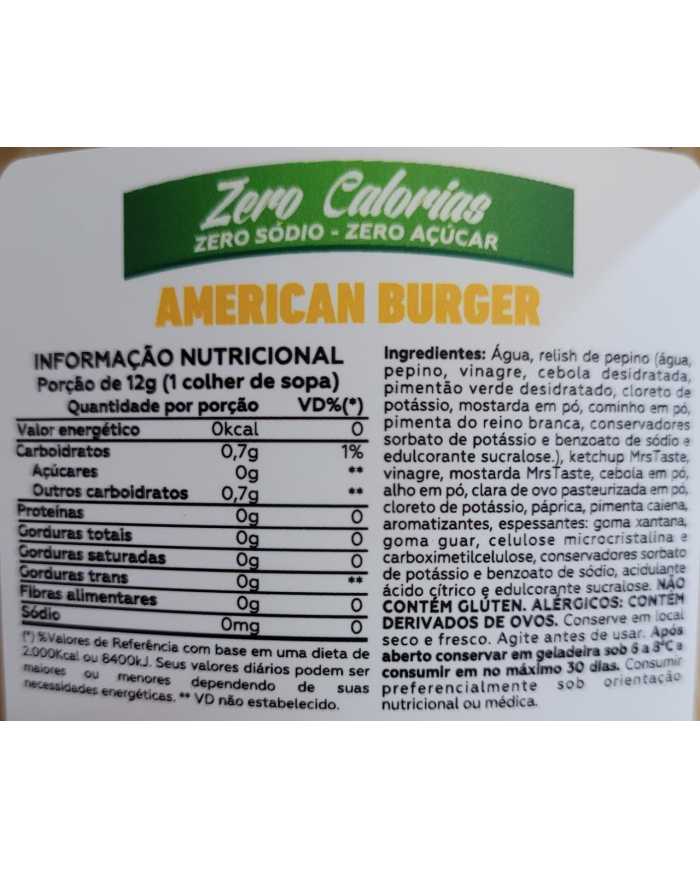 Zero Calorias
ZERO SÓDIO - ZERO AÇÚCAR
AMERICAN BURGER
INFORMAÇÃO NUTRICIONAL
Porção de 12g (1 colher de sopa)
Quantidade por porção VD%(*)
Valor energético 0kcal 0
Carboidratos 0,7g 1%
Açúcares 0g **
Outros carboidratos 0,7g **
Proteínas 0g 0
Gorduras totais 0g 0
Gorduras saturadas 0g 0
Gorduras trans 0g **
Fibras alimentares 0g 0
Sódio 0mg 0
(*) %Valores de Referência com base em uma dieta de
2.000Kcal ou 8400kJ. Seus valores diários podem ser
maiores ou menores dependendo de suas
necessidades energéticas. ** VD não estabelecido.
Ingredientes: Água, relish de pepino (água,
pepino, vinagre, cebola desidratada,
pimentão verde desidratado, cloreto de
potássio, mostarda em pó, cominho em pó,
pimenta do reino branca, conservadores
sorbato de potássio e benzoato de sódio e
edulcorante sucralose.), ketchup MrsTaste,
vinagre, mostarda MrsTaste, cebola em pó,
alho em pó, clara de ovo pasteurizada em pó,
cloreto de potássio, páprica, pimenta caiena,
aromatizantes, espessantes: goma xantana,
goma guar, celulose microcristalina e
carboximetilcelulose, conservadores sorbato
de potássio e benzoato de sódio, acidulante
ácido cítrico e edulcorante sucralose. NÃO
CONTÉM GLÚTEN. ALÉRGICOS: CONTÉM
DERIVADOS DE OVOS. Conserve em local
seco e fresco. Agite antes de usar. Após
aberto conservar em geladeira sob 6 a 8°C e
consumir em no máximo 30 dias. Consumir
preferencialmente sob orientação
nutricional ou médica.